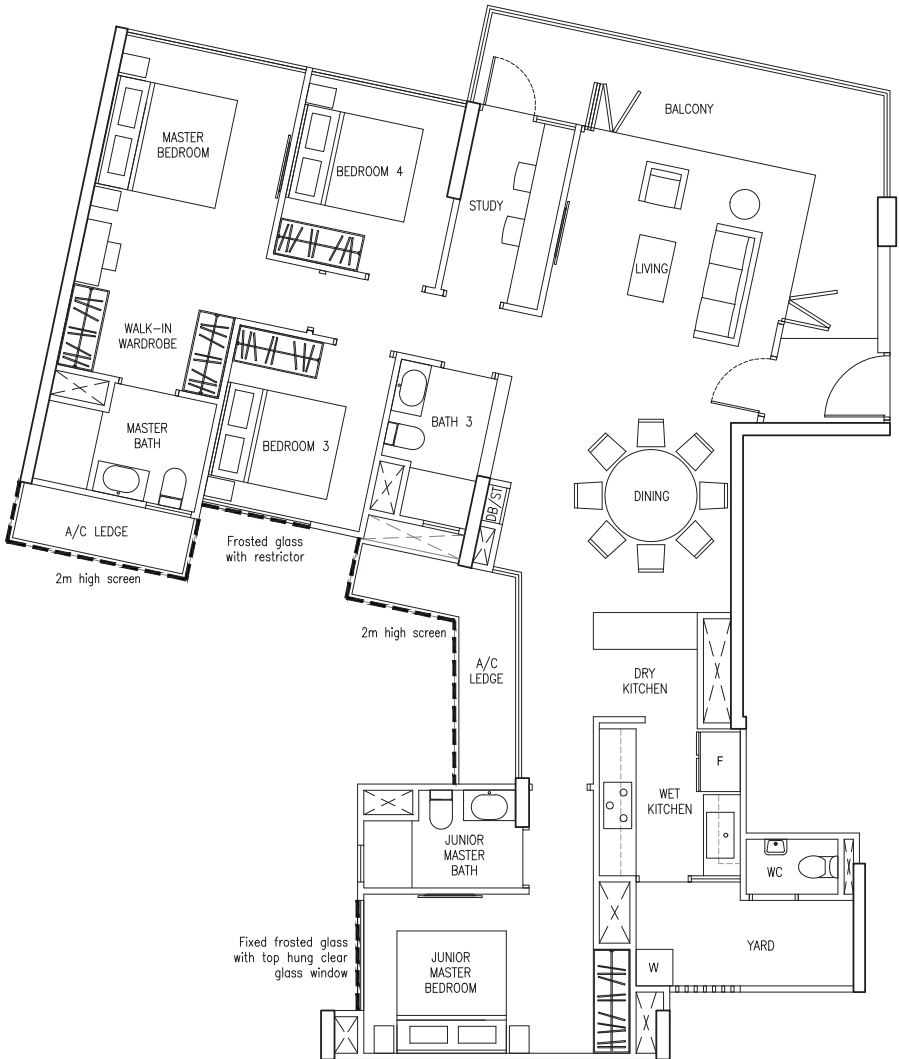 BALCONY
MASTER
BEDROOM
BEDROOM 4
STUDY
LIVING
WALK-IN
WARDROBE
MASTER
BATH
BEDROOM 3
BATH 3
DINING
DB/ST
A/C LEDGE
2m high screen
Frosted glass
with restrictor
2m high screen
A/C
LEDGE
DRY
KITCHEN
F
WET
KITCHEN
JUNIOR
MASTER
BATH
WC
Fixed frosted glass
with top hung clear
glass window
JUNIOR
MASTER
BEDROOM
W
YARD